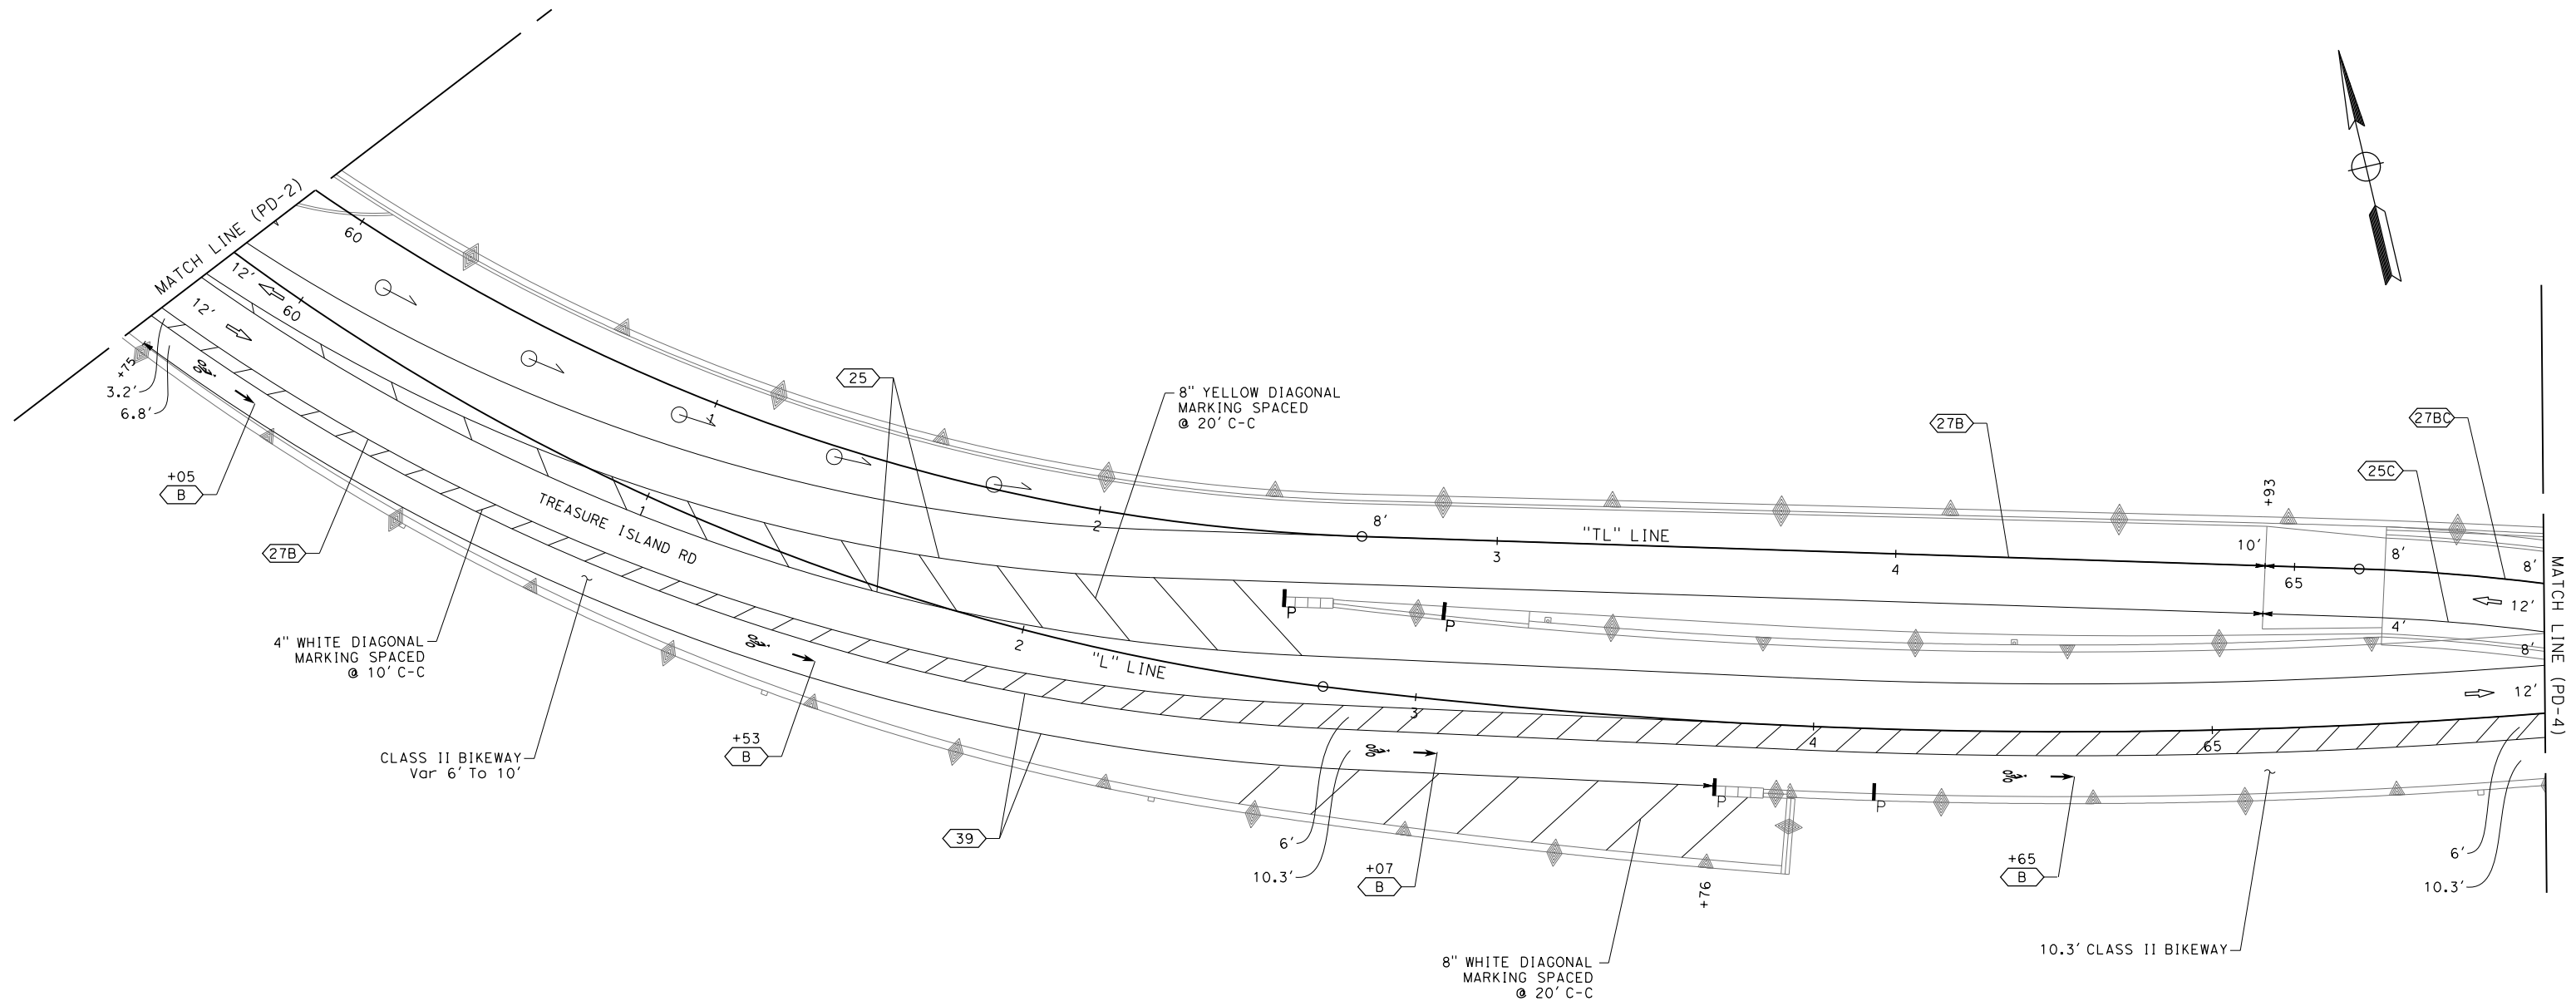 MATCH LINE (PD-2)
60
12'
60
12'
+75
3.2'
6.8'
+05
B
27B
25
8" YELLOW DIAGONAL
MARKING SPACED
@ 20' C-C
27B
27BC
25C
+93
1
2
8'
3
"TL" LINE
4
10'
65
8'
8'
12'
4'
8'
12'
MATCH LINE (PD-4)
TREASURE ISLAND RD
1
2
"L" LINE
3
4
65
P
P
P
P
4" WHITE DIAGONAL
MARKING SPACED
@ 10' C-C
CLASS II BIKEWAY
Var 6' To 10'
+53
B
39
6'
10.3'
+07
B
+76
+65
B
6'
10.3'
10.3' CLASS II BIKEWAY
8" WHITE DIAGONAL
MARKING SPACED
@ 20' C-C